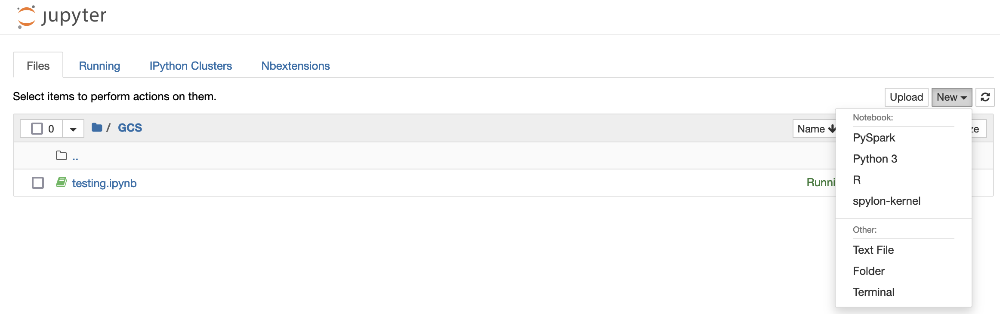 jupyter
Files Running IPython Clusters Nbextensions
Select items to perform actions on them.
Upload New
0 / GCS Name ze
..
testing.ipynb Runni
Notebook:
PySpark
Python 3
R
spylon-kernel
Other:
Text File
Folder
Terminal